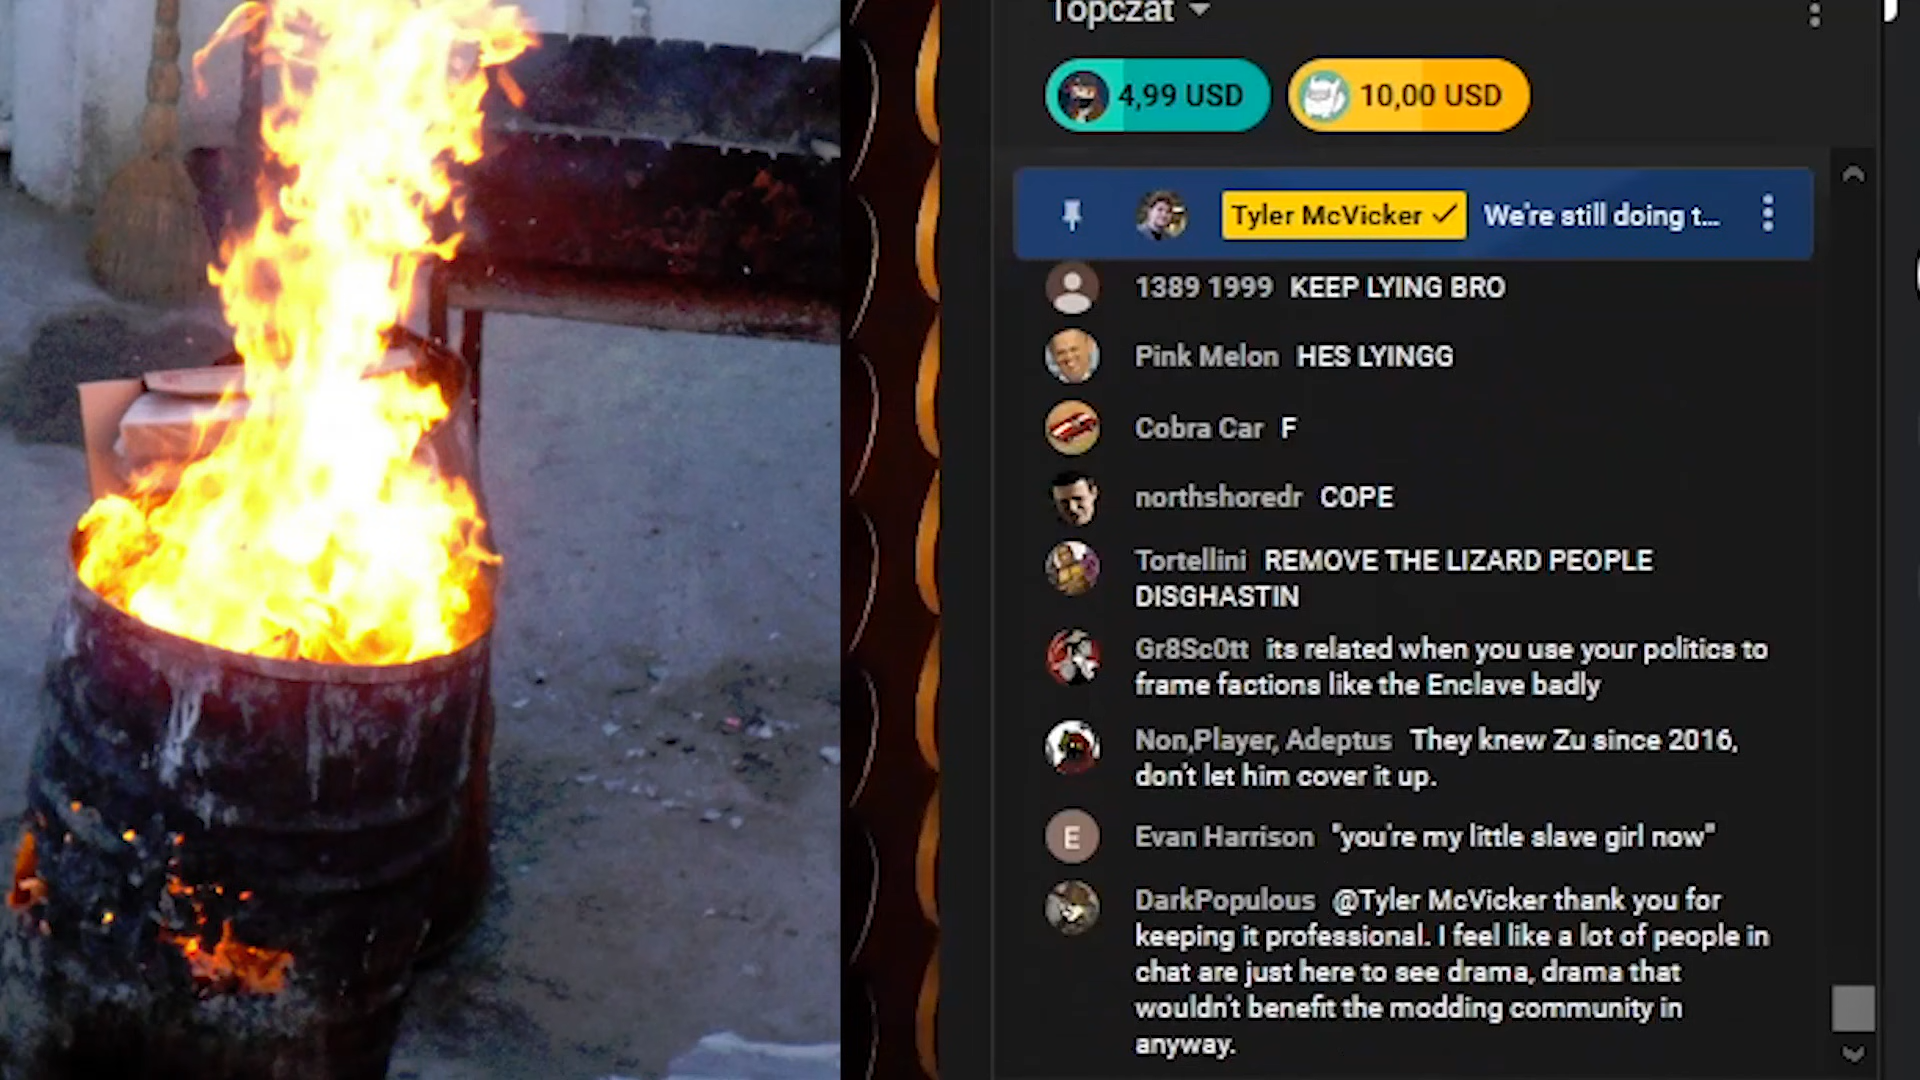 Topczat
4,99 USD 10,00 USD
Tyler McVicker We're still doing t...
1389 1999 KEEP LYING BRO
Pink Melon HES LYINGG
Cobra Car F
northshoredr COPE
Tortellini REMOVE THE LIZARD PEOPLE
DISGHASTIN
Gr8Sc0tt its related when you use your politics to
frame factions like the Enclave badly
Non,Player, Adeptus They knew Zu since 2016,
don't let him cover it up.
E Evan Harrison "you're my little slave girl now"
DarkPopulous @Tyler McVicker thank you for
keeping it professional. I feel like a lot of people in
chat are just here to see drama, drama that
wouldn't benefit the modding community in
anyway.